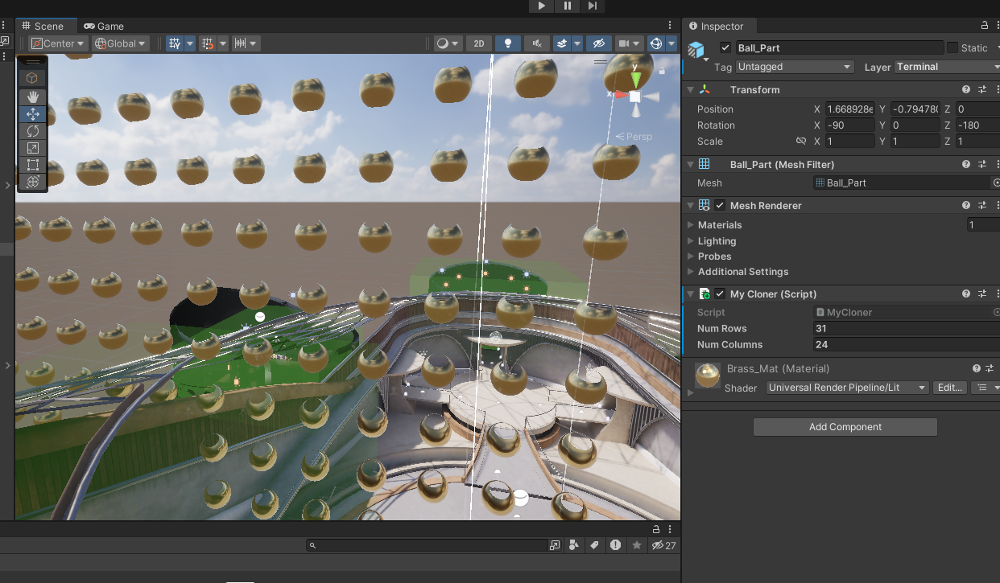 Scene Game
Center Global 2D
y
x
Persp
27
Inspector
Ball_Part Static
Tag Untagged Layer Terminal
Transform
Position X 1.668928e Y -0.794780 Z 0
Rotation X -90 Y 0 Z -180
Scale X 1 Y 1 Z 1
Ball_Part (Mesh Filter)
Mesh Ball_Part
Mesh Renderer
Materials 1
Lighting
Probes
Additional Settings
My Cloner (Script)
Script MyCloner
Num Rows 31
Num Columns 24
Brass_Mat (Material)
Shader Universal Render Pipeline/Lit Edit...
Add Component